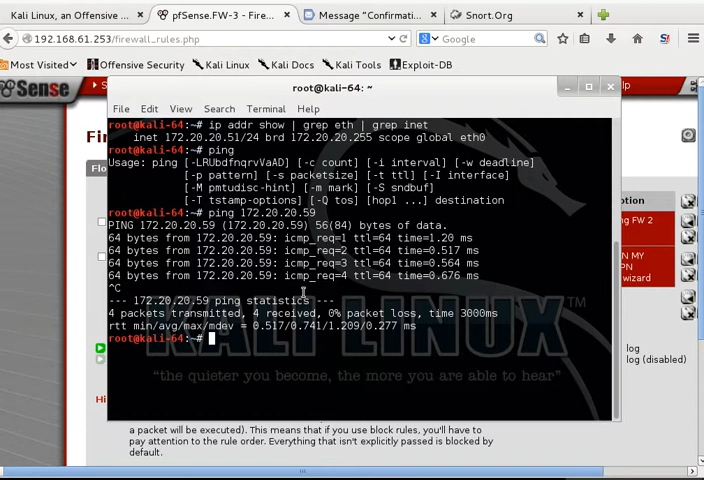 Kali Linux, an Offensive ...
pfSense.FW-3 - Fire...
Message "Confirmati...
Snort.Org
192.168.61.253/firewall_rules.php
Google
Most Visited
Offensive Security
Kali Linux
Kali Docs
Kali Tools
Exploit-DB
Sense
root@kali-64: ~
File Edit View Search Terminal Help
root@kali-64:~# ip addr show | grep eth | grep inet
inet 172.20.20.51/24 brd 172.20.20.255 scope global eth0
root@kali-64:~# ping
Usage: ping [-LRUbdfnqrvVaAD] [-c count] [-i interval] [-w deadline]
[-p pattern] [-s packetsize] [-t ttl] [-I interface]
[-M pmtudisc-hint] [-m mark] [-S sndbuf]
[-T tstamp-options] [-Q tos] [hop1 ...] destination
root@kali-64:~# ping 172.20.20.59
PING 172.20.20.59 (172.20.20.59) 56(84) bytes of data.
64 bytes from 172.20.20.59: icmp_req=1 ttl=64 time=1.20 ms
64 bytes from 172.20.20.59: icmp_req=2 ttl=64 time=0.517 ms
64 bytes from 172.20.20.59: icmp_req=3 ttl=64 time=0.564 ms
64 bytes from 172.20.20.59: icmp_req=4 ttl=64 time=0.676 ms
^C
--- 172.20.20.59 ping statistics ---
4 packets transmitted, 4 received, 0% packet loss, time 3000ms
rtt min/avg/max/mdev = 0.517/0.741/1.209/0.277 ms
root@kali-64:~#
KALI LINUX
"the quieter you become, the more you are able to hear"
Fi
Flo
ption
ng FW 2
N MY
PN
wizard
log
log (disabled)
Hi
a packet will be executed). This means that if you use block rules, you'll have to
pay attention to the rule order. Everything that isn't explicitly passed is blocked by
default.